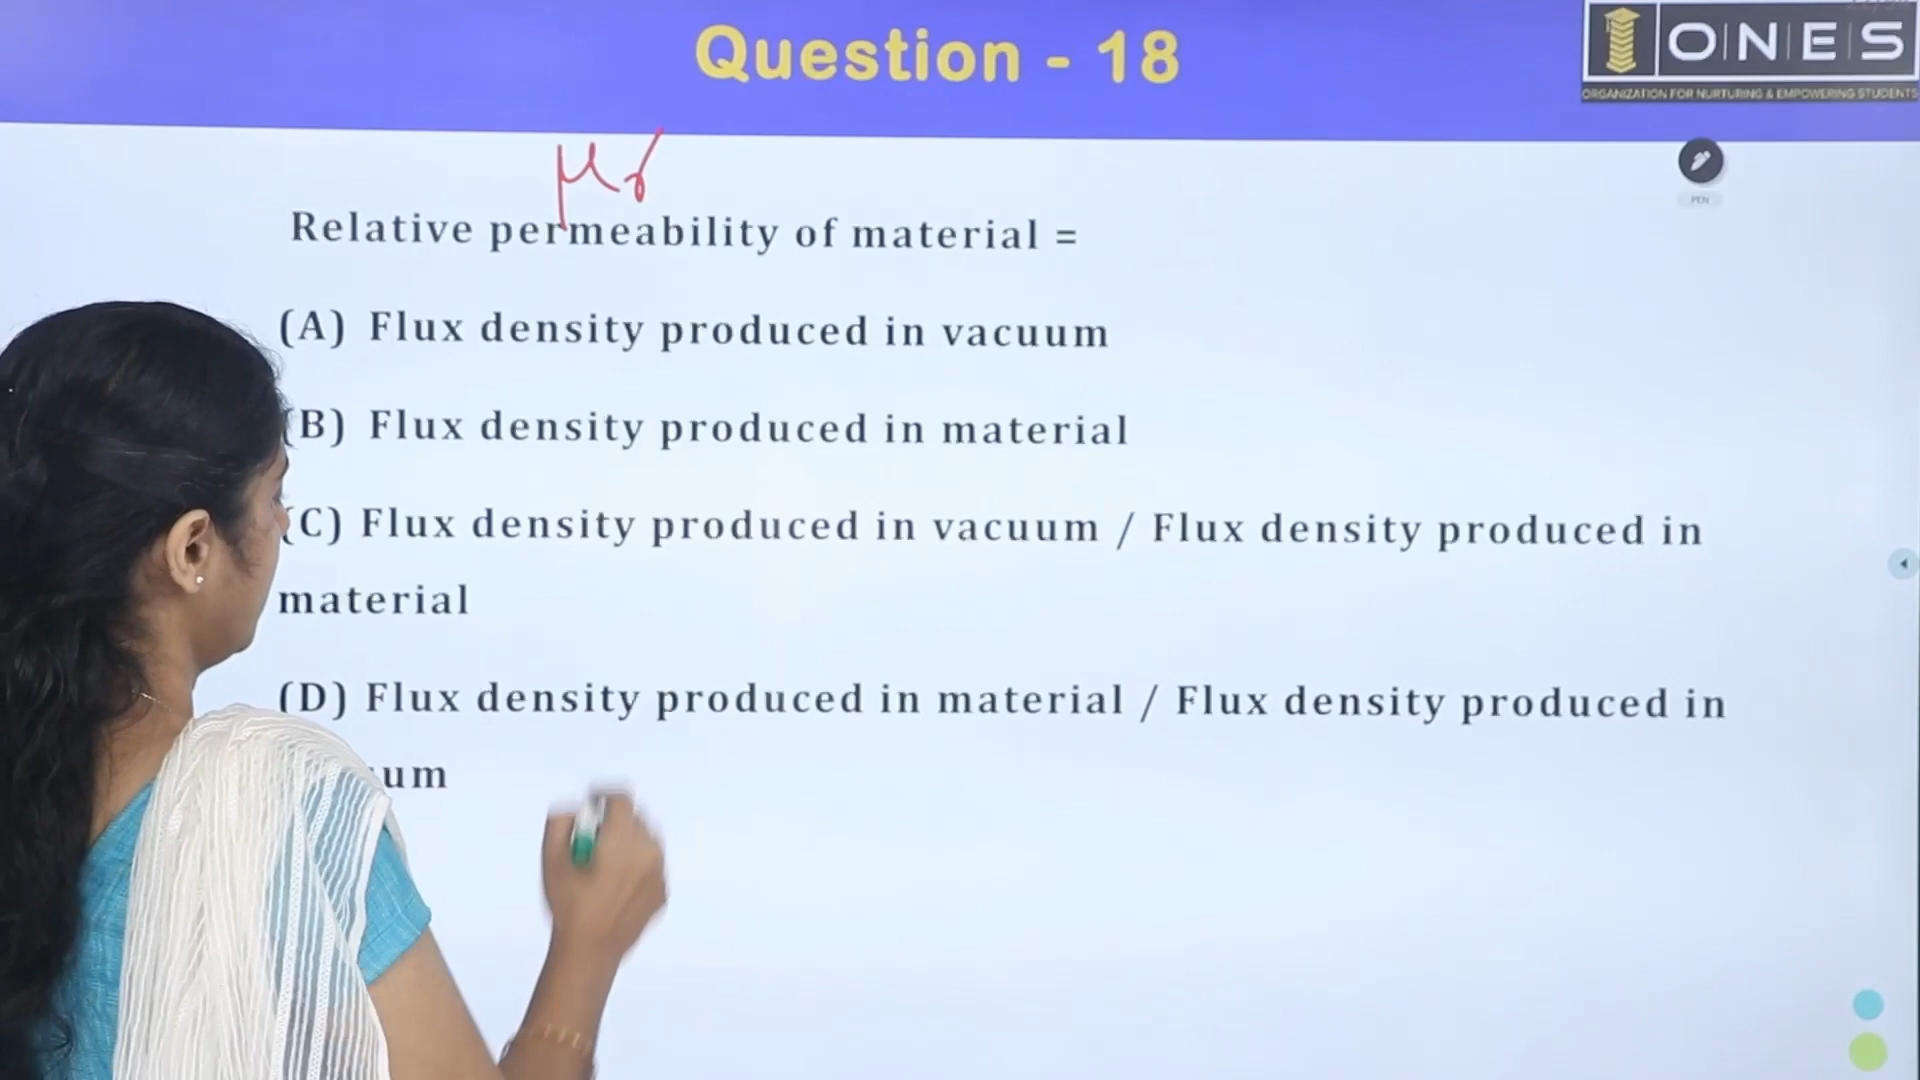 Question - 18
ONES
ORGANIZATION FOR NURTURING & EMPOWERING STUDENTS
μr
PEN
Relative permeability of material =
(A) Flux density produced in vacuum
(B) Flux density produced in material
(C) Flux density produced in vacuum / Flux density produced in
material
(D) Flux density produced in material / Flux density produced in